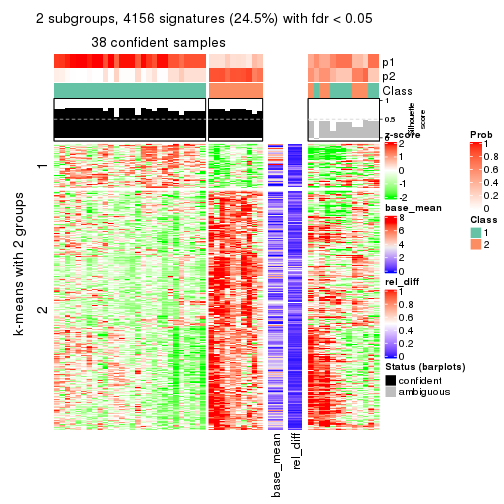 2 subgroups, 4156 signatures (24.5%) with fdr < 0.05
38 confident samples
p1
p2
Class
1
0.5
0
Silhouette
score
k-means with 2 groups
1
2
base_mean
rel_diff
z-score
2
1
0
-1
-2
base_mean
8
6
4
2
0
rel_diff
1
0.8
0.6
0.4
0.2
0
Status (barplots)
confident
ambiguous
Prob
1
0.8
0.6
0.4
0.2
0
Class
1
2